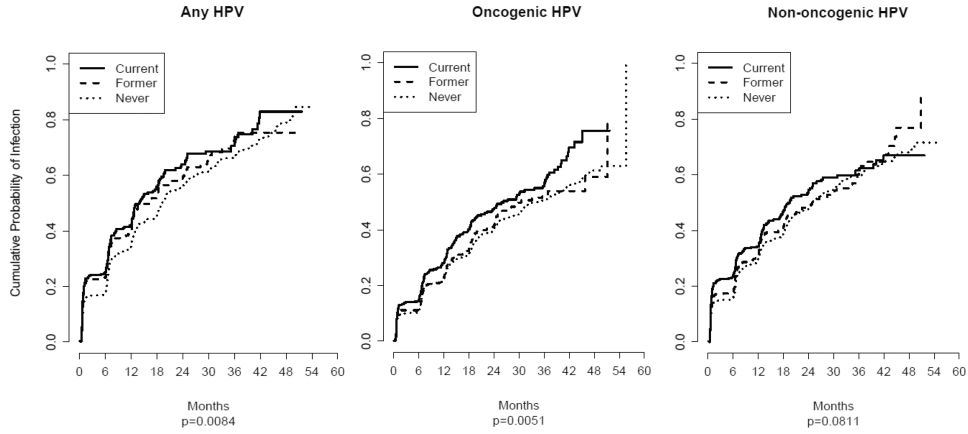 Any HPV
Oncogenic HPV
Non-oncogenic HPV
Cumulative Probability of Infection
1.0
0.8
0.6
0.4
0.2
0.0
Current
Former
Never
0 6 12 18 24 30 36 42 48 54 60
Months
p=0.0084
1.0
0.8
0.6
0.4
0.2
0.0
Current
Former
Never
0 6 12 18 24 30 36 42 48 54 60
Months
p=0.0051
1.0
0.8
0.6
0.4
0.2
0.0
Current
Former
Never
0 6 12 18 24 30 36 42 48 54 60
Months
p=0.0811